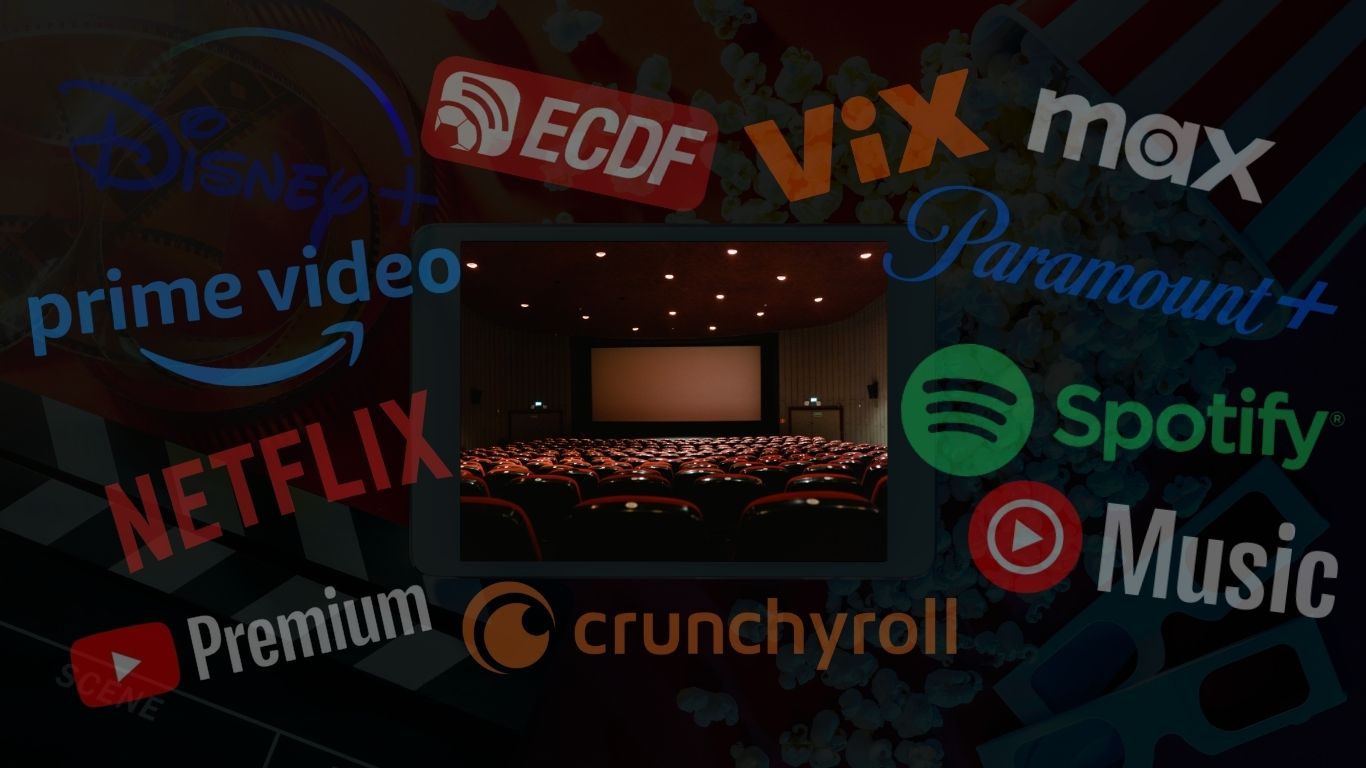 Disney+
ECDF
ViX
max
prime video
Paramount+
NETFLIX
Spotify®
Music
Premium
crunchyroll
SCENE